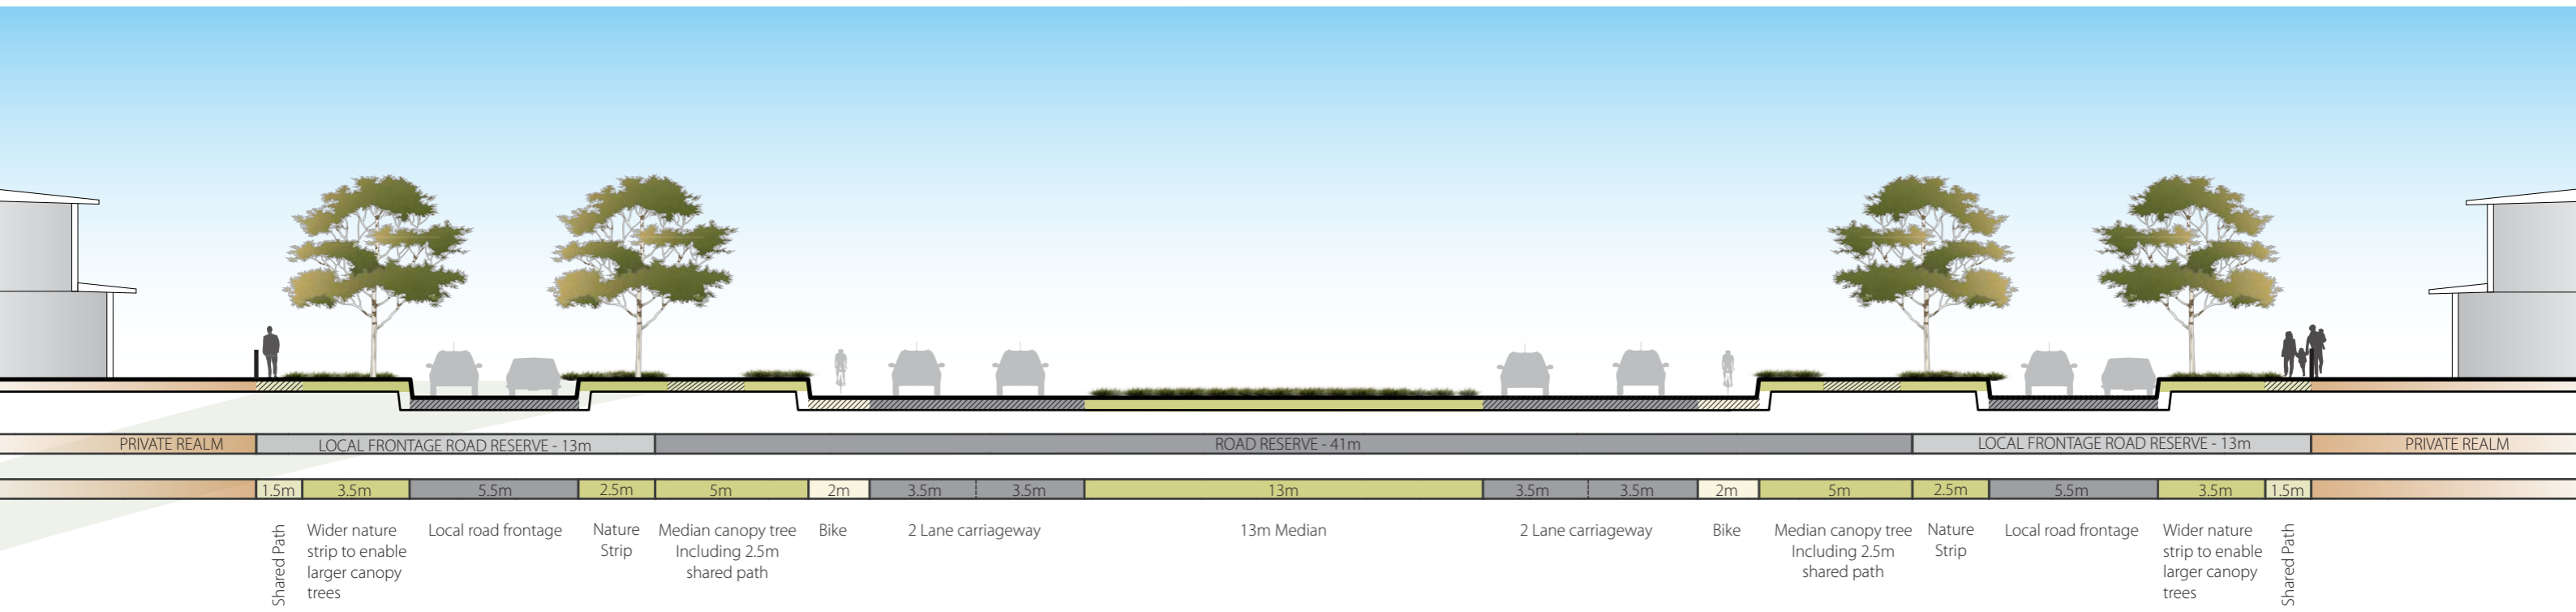 PRIVATE REALM LOCAL FRONTAGE ROAD RESERVE - 13m ROAD RESERVE - 41m LOCAL FRONTAGE ROAD RESERVE - 13m PRIVATE REALM
1.5m 3.5m 5.5m 2.5m 5m 2m 3.5m 3.5m 13m 3.5m 3.5m 2m 5m 2.5m 5.5m 3.5m 1.5m
Shared Path
Wider nature
strip to enable
larger canopy
trees
Local road frontage
Nature
Strip
Median canopy tree
Including 2.5m
shared path
Bike
2 Lane carriageway
13m Median
2 Lane carriageway
Bike
Median canopy tree
Including 2.5m
shared path
Nature
Strip
Local road frontage
Wider nature
strip to enable
larger canopy
trees
Shared Path